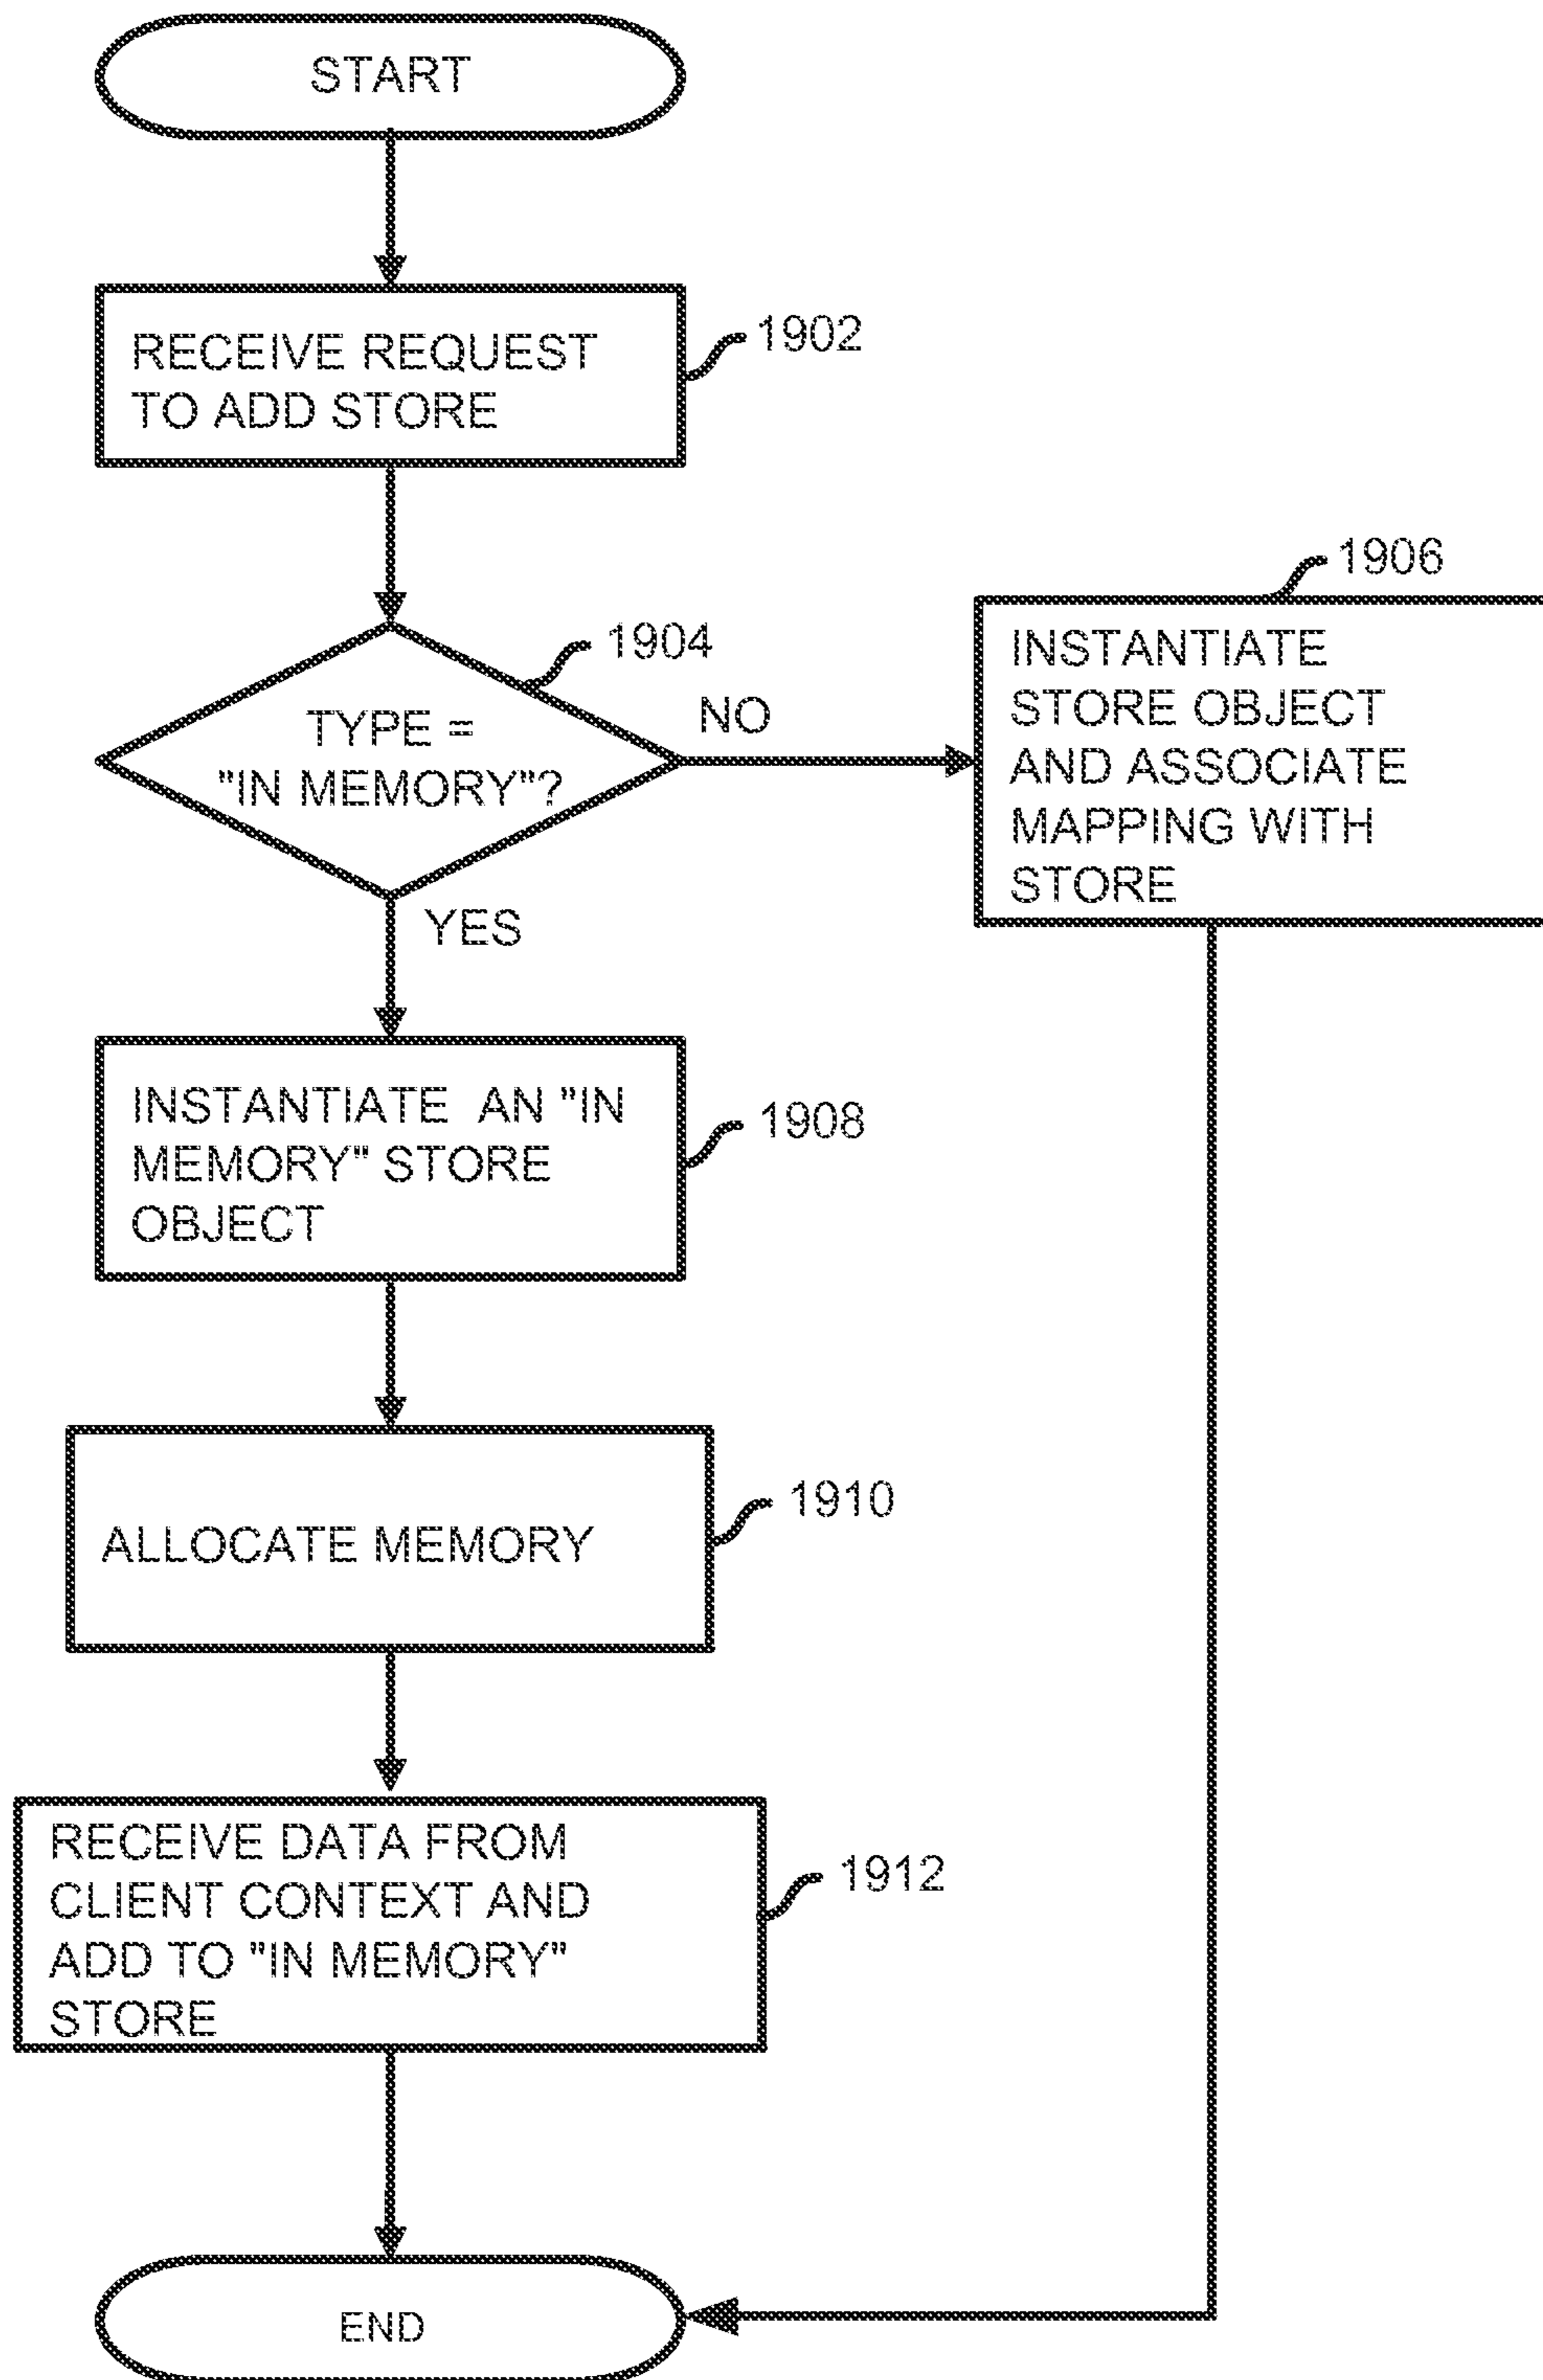 START
RECEIVE REQUEST
TO ADD STORE
1902
1904
TYPE =
"IN MEMORY"?
NO
YES
1906
INSTANTIATE
STORE OBJECT
AND ASSOCIATE
MAPPING WITH
STORE
INSTANTIATE AN "IN
MEMORY" STORE
OBJECT
1908
ALLOCATE MEMORY
1910
RECEIVE DATA FROM
CLIENT CONTEXT AND
ADD TO "IN MEMORY"
STORE
1912
END